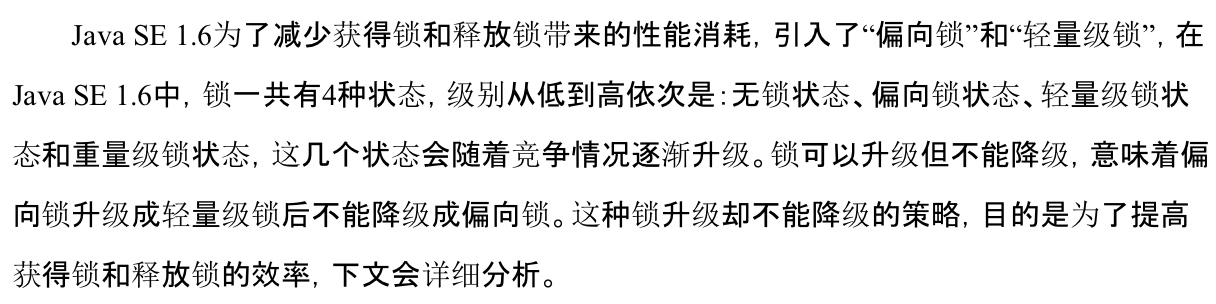 Java SE 1.6为了减少获得锁和释放锁带来的性能消耗，引入了“偏向锁”和“轻量级锁”，在
Java SE 1.6中，锁一共有4种状态，级别从低到高依次是：无锁状态、偏向锁状态、轻量级锁状
态和重量级锁状态，这几个状态会随着竞争情况逐渐升级。锁可以升级但不能降级，意味着偏
向锁升级成轻量级锁后不能降级成偏向锁。这种锁升级却不能降级的策略，目的是为了提高
获得锁和释放锁的效率，下文会详细分析。